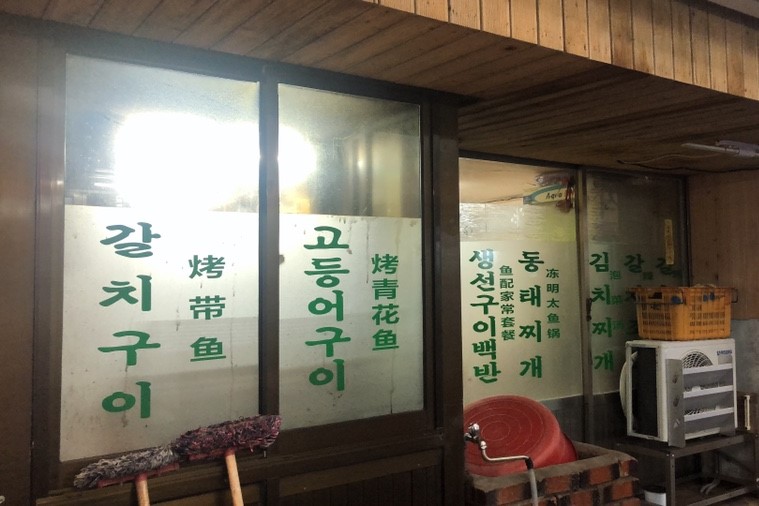 갈치구이
烤带鱼
고등어구이
烤青花鱼
생선구이백반
鱼配家常套餐
동태찌개
冻明太鱼锅
김치찌개